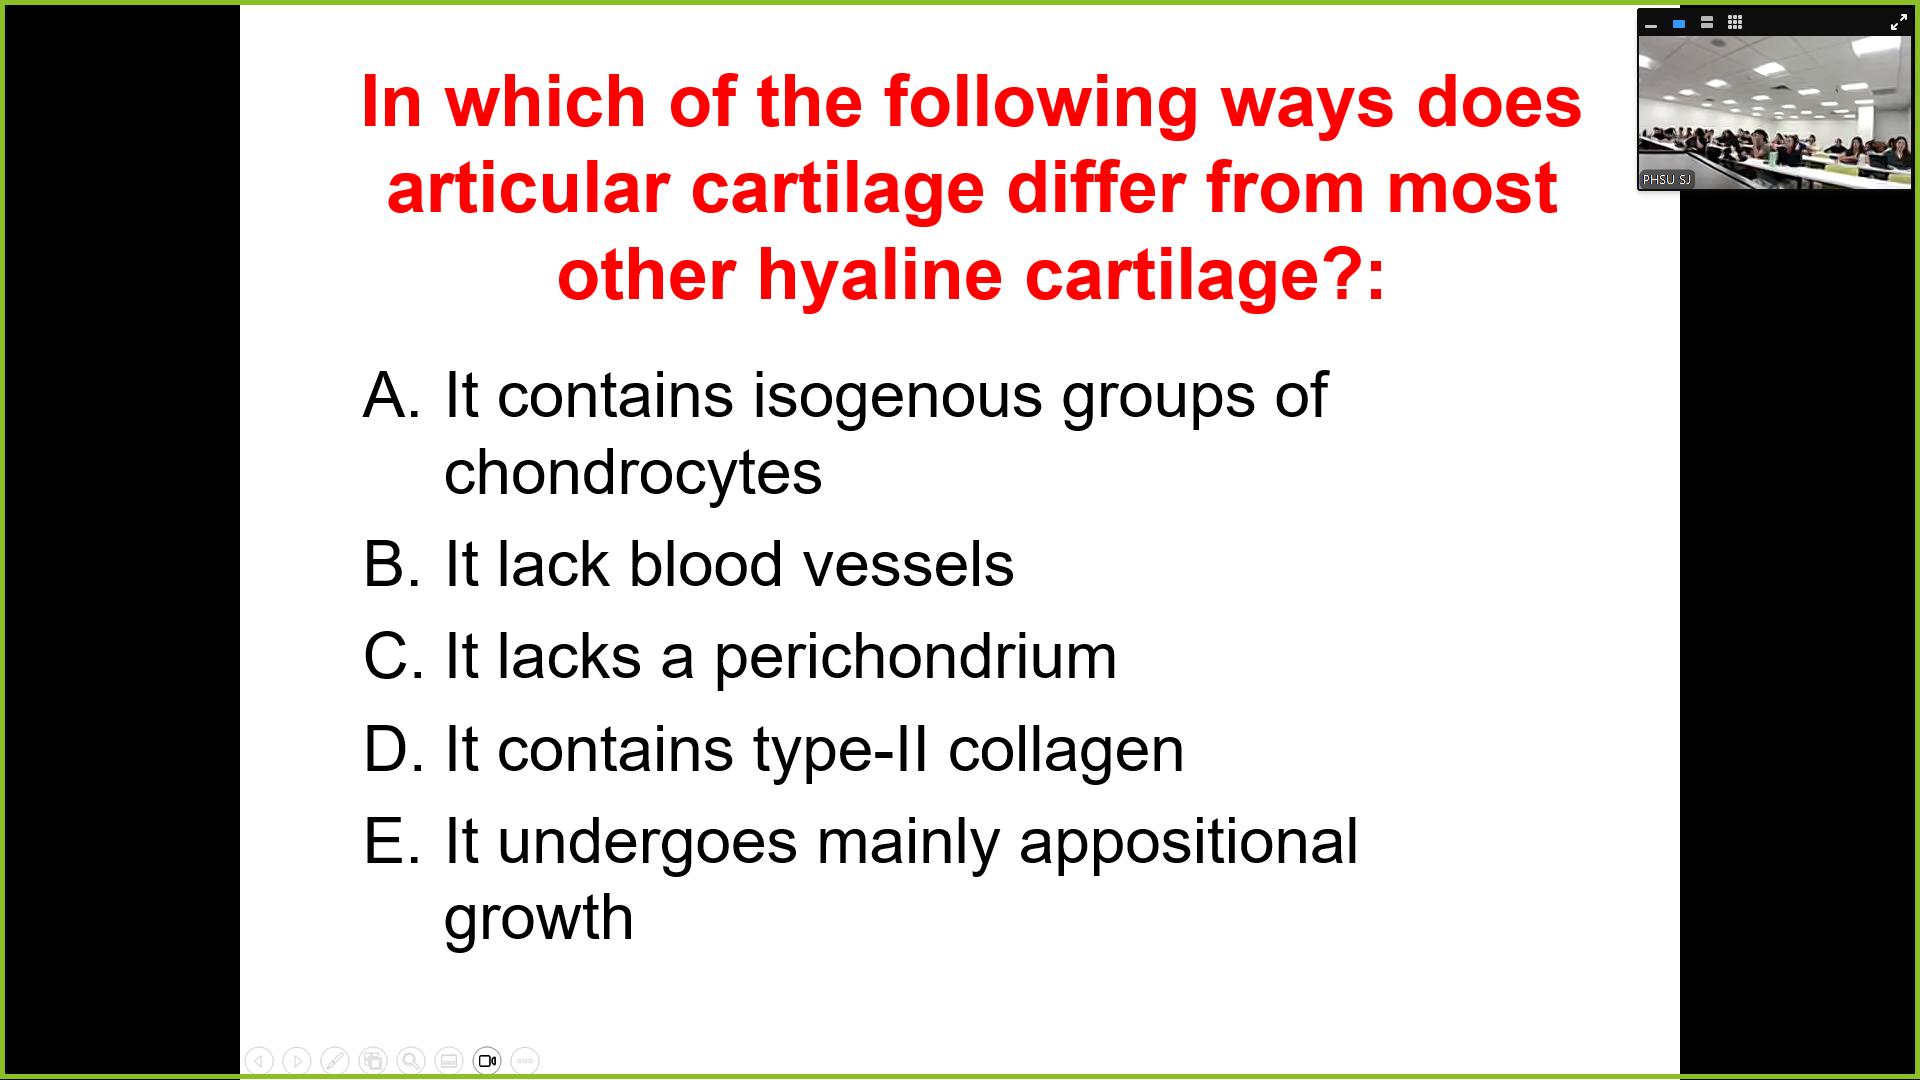 In which of the following ways does
articular cartilage differ from most
other hyaline cartilage?:
A. It contains isogenous groups of
chondrocytes
B. It lack blood vessels
C. It lacks a perichondrium
D. It contains type-II collagen
E. It undergoes mainly appositional
growth
PHSU SJ